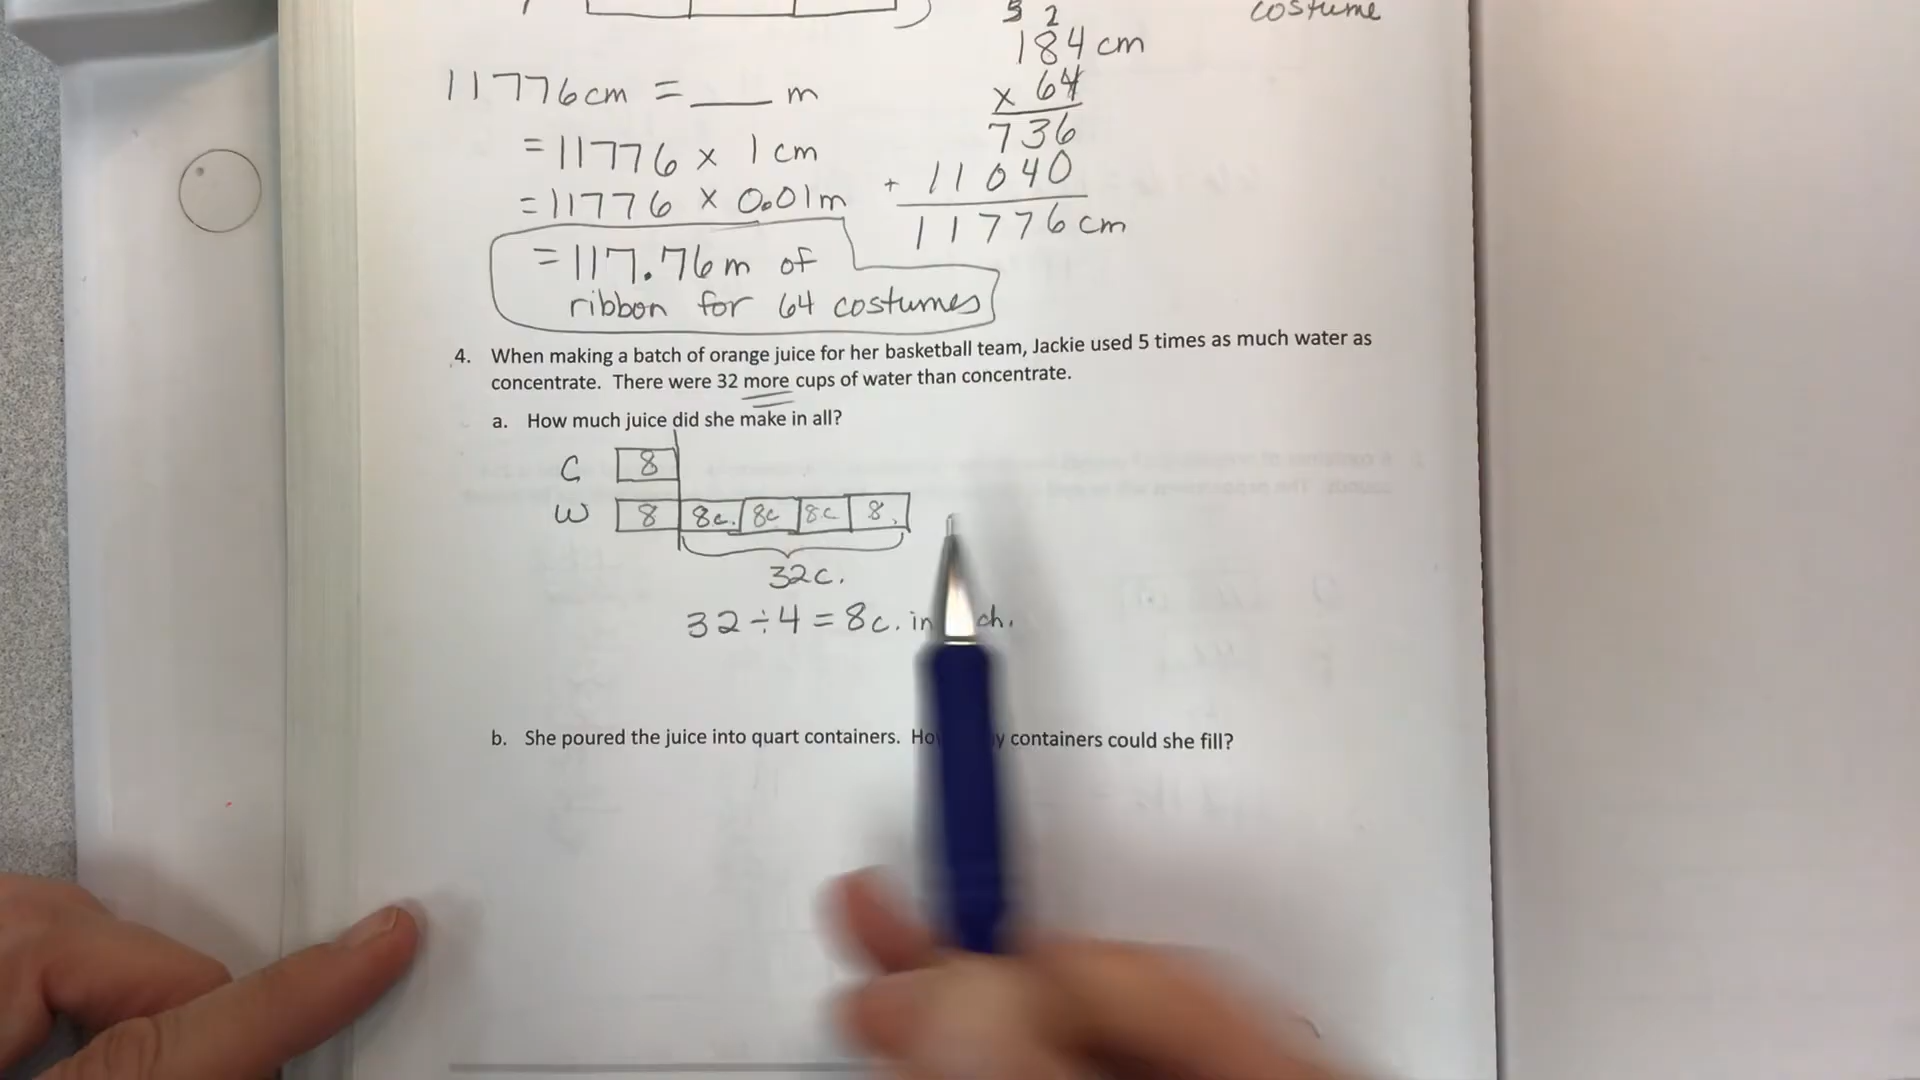 costume
3 2
184 cm
x 64
736
+ 11040
11776 cm
11776 cm = ___ m
= 11776 x 1 cm
= 11776 x 0.01 m
= 117.76 m of
ribbon for 64 costumes
4. When making a batch of orange juice for her basketball team, Jackie used 5 times as much water as
concentrate. There were 32 more cups of water than concentrate.
a. How much juice did she make in all?
C 8
W 8 8c. 8c 8c 8
32c.
32 ÷ 4 = 8c. in ch.
b. She poured the juice into quart containers. Ho y containers could she fill?